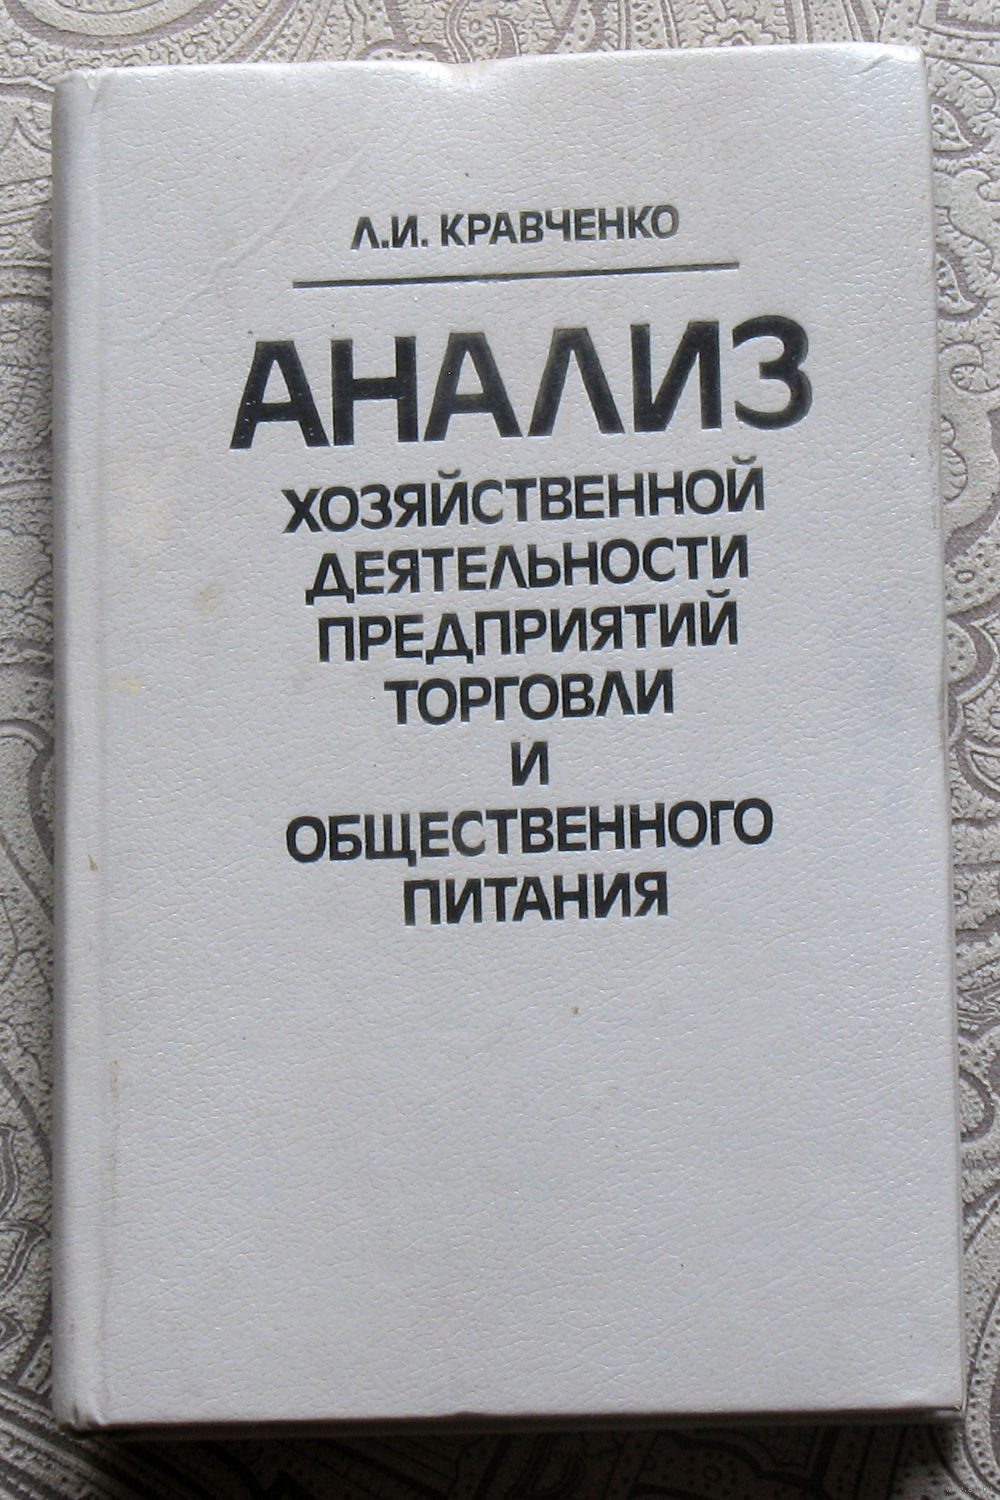 Л.И. КРАВЧЕНКО
АНАЛИЗ
ХОЗЯЙСТВЕННОЙ
ДЕЯТЕЛЬНОСТИ
ПРЕДПРИЯТИЙ
ТОРГОВЛИ
И
ОБЩЕСТВЕННОГО
ПИТАНИЯ